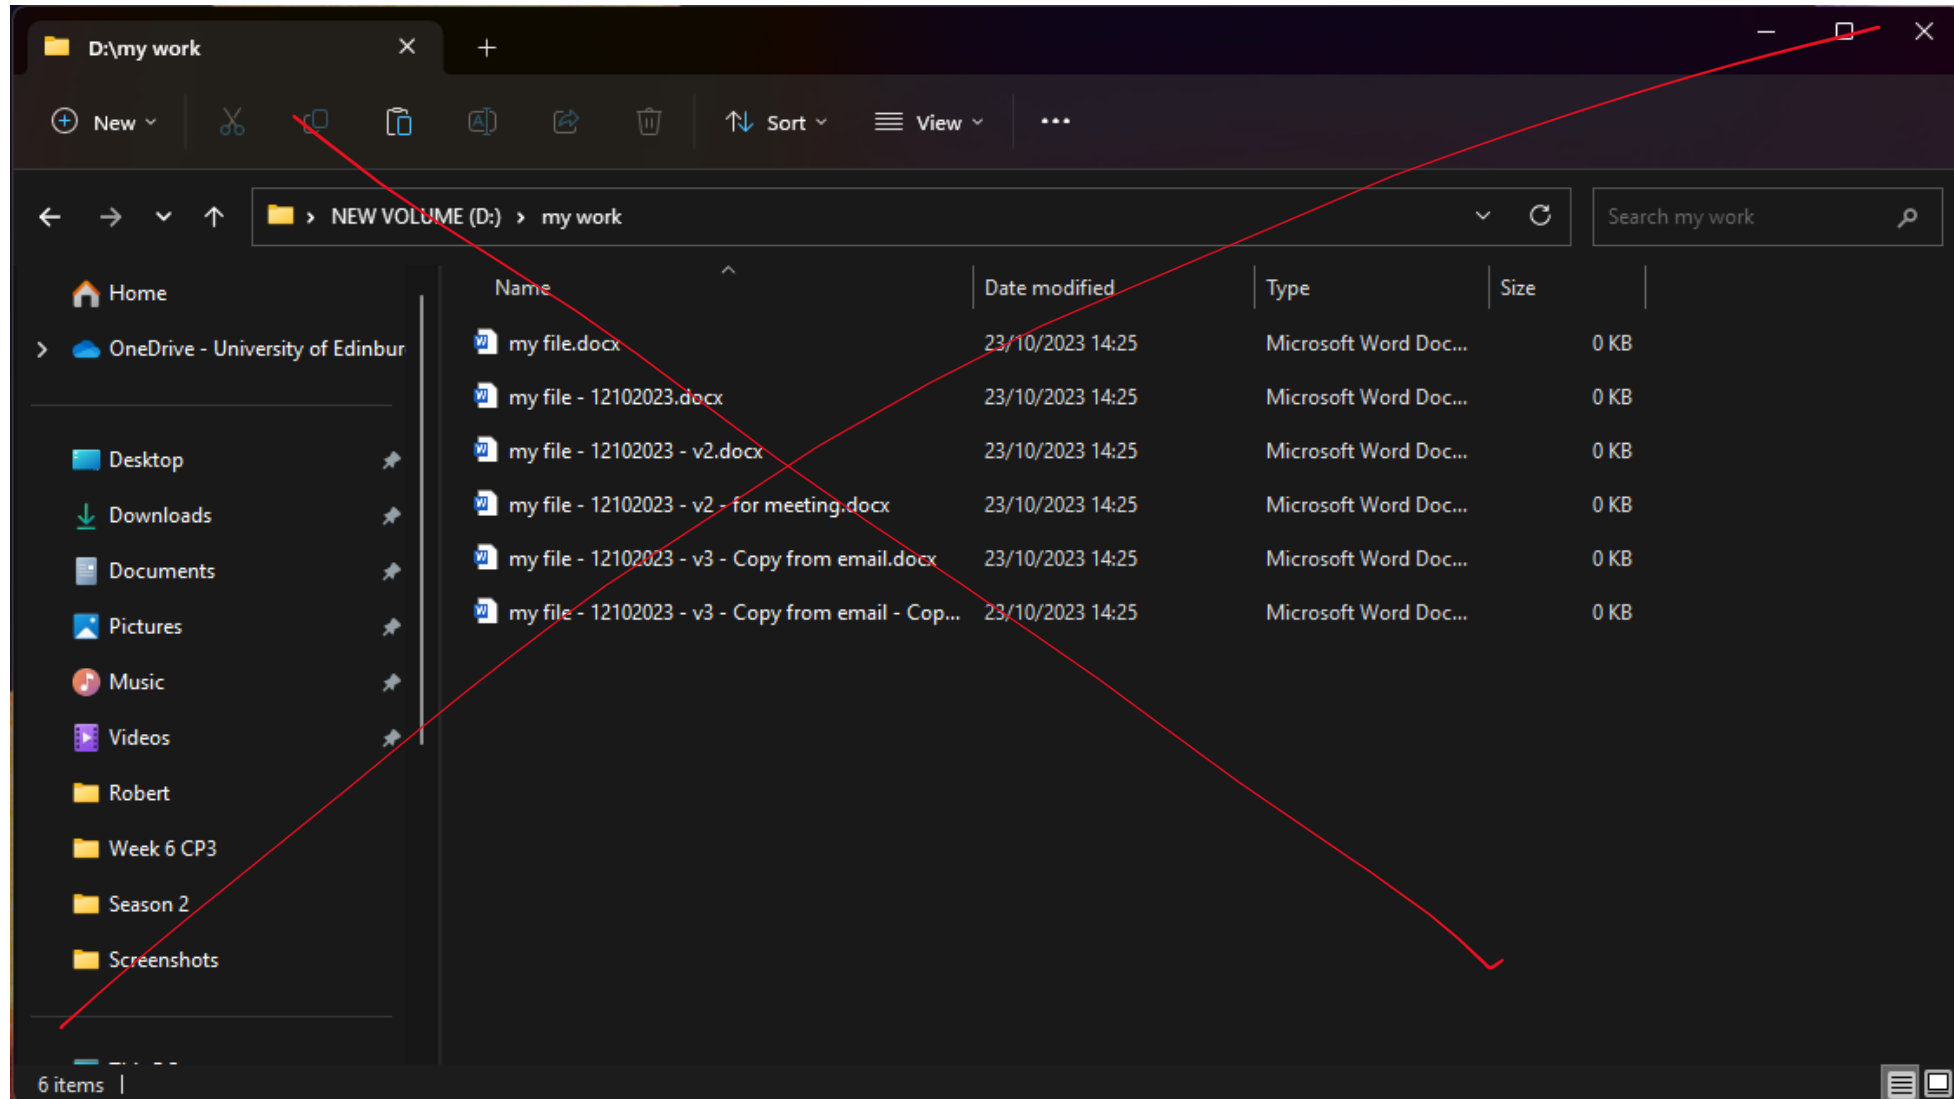 D:\my work
New
Sort
View
NEW VOLUME (D:) my work
Search my work
Home
OneDrive - University of Edinbur
Desktop
Downloads
Documents
Pictures
Music
Videos
Robert
Week 6 CP3
Season 2
Screenshots
Name Date modified Type Size
my file.docx 23/10/2023 14:25 Microsoft Word Doc... 0 KB
my file - 12102023.docx 23/10/2023 14:25 Microsoft Word Doc... 0 KB
my file - 12102023 - v2.docx 23/10/2023 14:25 Microsoft Word Doc... 0 KB
my file - 12102023 - v2 - for meeting.docx 23/10/2023 14:25 Microsoft Word Doc... 0 KB
my file - 12102023 - v3 - Copy from email.docx 23/10/2023 14:25 Microsoft Word Doc... 0 KB
my file - 12102023 - v3 - Copy from email - Cop... 23/10/2023 14:25 Microsoft Word Doc... 0 KB
6 items